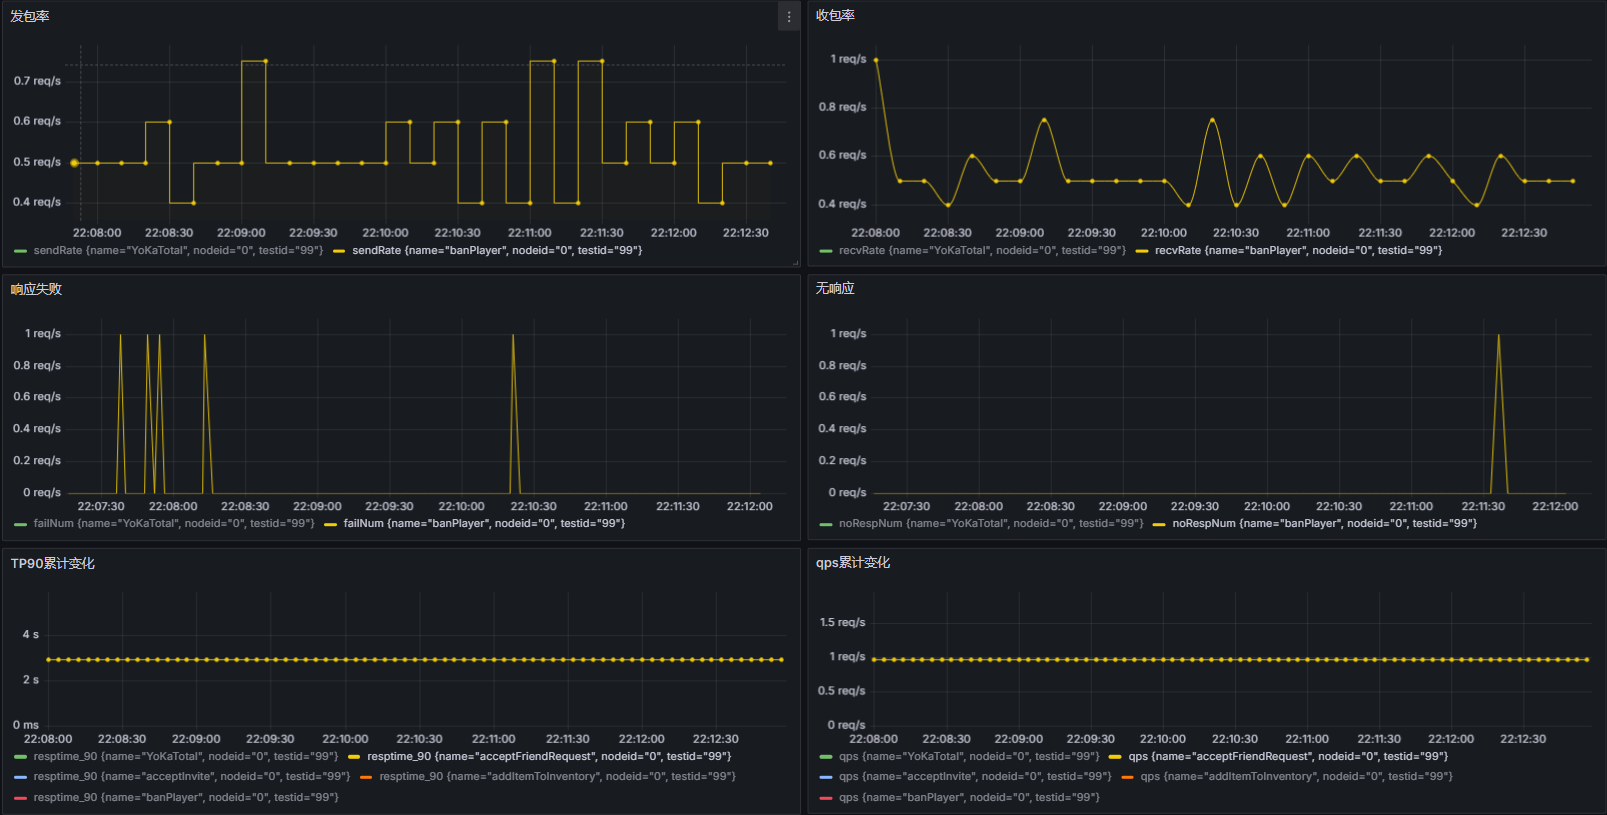 发包率
0.7 req/s
0.6 req/s
0.5 req/s
0.4 req/s
22:08:00 22:08:30 22:09:00 22:09:30 22:10:00 22:10:30 22:11:00 22:11:30 22:12:00 22:12:30
sendRate {name="YoKaTotal", nodeid="0", testid="99"} sendRate {name="banPlayer", nodeid="0", testid="99"}
收包率
1 req/s
0.8 req/s
0.6 req/s
0.4 req/s
22:08:00 22:08:30 22:09:00 22:09:30 22:10:00 22:10:30 22:11:00 22:11:30 22:12:00 22:12:30
recvRate {name="YoKaTotal", nodeid="0", testid="99"} recvRate {name="banPlayer", nodeid="0", testid="99"}
响应失败
1 req/s
0.8 req/s
0.6 req/s
0.4 req/s
0.2 req/s
0 req/s
22:07:30 22:08:00 22:08:30 22:09:00 22:09:30 22:10:00 22:10:30 22:11:00 22:11:30 22:12:00
failNum {name="YoKaTotal", nodeid="0", testid="99"} failNum {name="banPlayer", nodeid="0", testid="99"}
无响应
1 req/s
0.8 req/s
0.6 req/s
0.4 req/s
0.2 req/s
0 req/s
22:07:30 22:08:00 22:08:30 22:09:00 22:09:30 22:10:00 22:10:30 22:11:00 22:11:30 22:12:00
noRespNum {name="YoKaTotal", nodeid="0", testid="99"} noRespNum {name="banPlayer", nodeid="0", testid="99"}
TP90累计变化
4 s
2 s
0 ms
22:08:00 22:08:30 22:09:00 22:09:30 22:10:00 22:10:30 22:11:00 22:11:30 22:12:00 22:12:30
resptime_90 {name="YoKaTotal", nodeid="0", testid="99"} resptime_90 {name="acceptFriendRequest", nodeid="0", testid="99"}
resptime_90 {name="acceptInvite", nodeid="0", testid="99"} resptime_90 {name="addItemToInventory", nodeid="0", testid="99"}
resptime_90 {name="banPlayer", nodeid="0", testid="99"}
qps累计变化
1.5 req/s
1 req/s
0.5 req/s
0 req/s
22:08:00 22:08:30 22:09:00 22:09:30 22:10:00 22:10:30 22:11:00 22:11:30 22:12:00 22:12:30
qps {name="YoKaTotal", nodeid="0", testid="99"} qps {name="acceptFriendRequest", nodeid="0", testid="99"}
qps {name="acceptInvite", nodeid="0", testid="99"} qps {name="addItemToInventory", nodeid="0", testid="99"}
qps {name="banPlayer", nodeid="0", testid="99"}